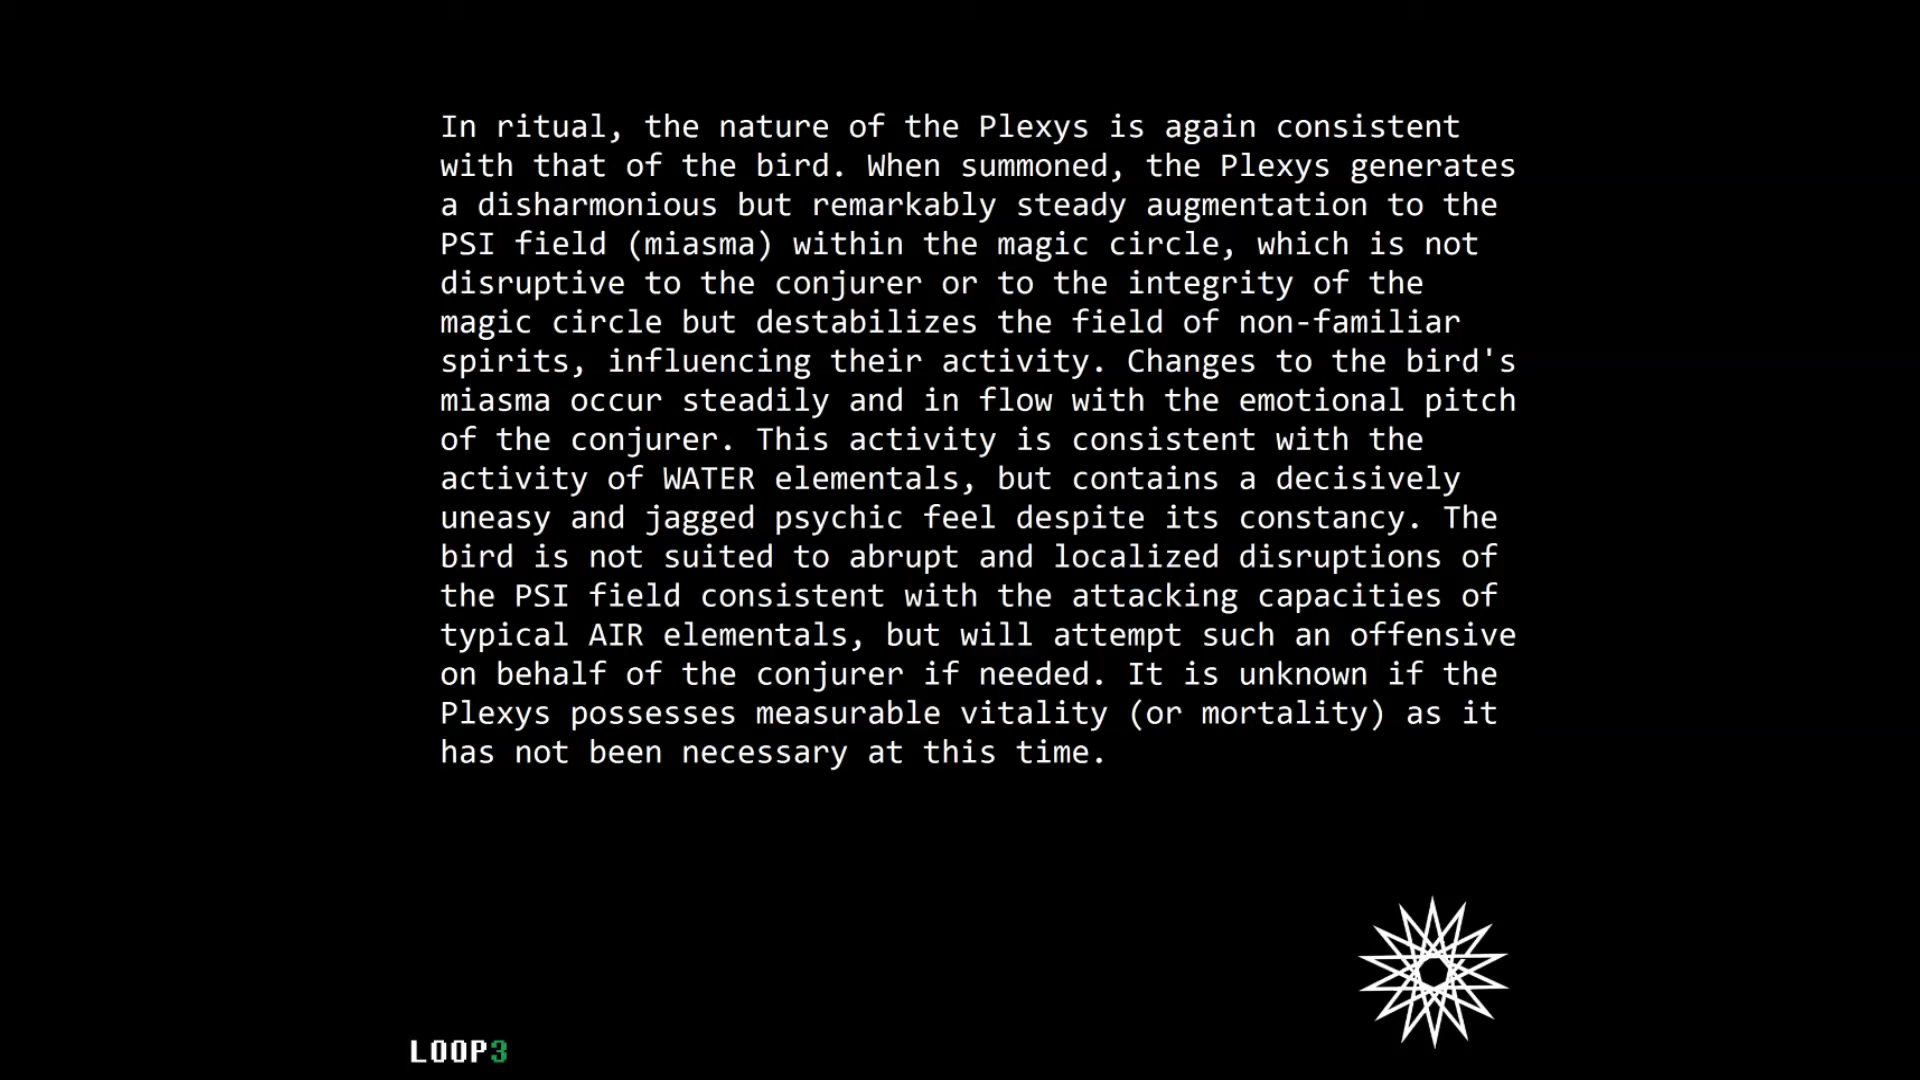 In ritual, the nature of the Plexys is again consistent
with that of the bird. When summoned, the Plexys generates
a disharmonious but remarkably steady augmentation to the
PSI field (miasma) within the magic circle, which is not
disruptive to the conjurer or to the integrity of the
magic circle but destabilizes the field of non-familiar
spirits, influencing their activity. Changes to the bird's
miasma occur steadily and in flow with the emotional pitch
of the conjurer. This activity is consistent with the
activity of WATER elementals, but contains a decisively
uneasy and jagged psychic feel despite its constancy. The
bird is not suited to abrupt and localized disruptions of
the PSI field consistent with the attacking capacities of
typical AIR elementals, but will attempt such an offensive
on behalf of the conjurer if needed. It is unknown if the
Plexys possesses measurable vitality (or mortality) as it
has not been necessary at this time.
LOOP3